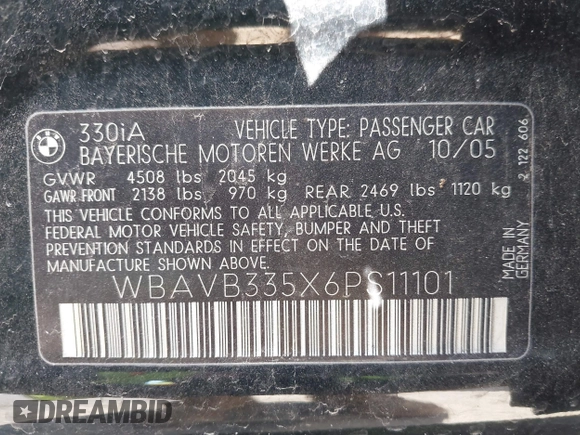 BMW
330iA VEHICLE TYPE: PASSENGER CAR
BAYERISCHE MOTOREN WERKE AG 10/05
GVWR 4508 lbs 2045 kg
GAWR FRONT 2138 lbs 970 kg REAR 2469 lbs 1120 kg
THIS VEHICLE CONFORMS TO ALL APPLICABLE U.S.
FEDERAL MOTOR VEHICLE SAFETY, BUMPER AND THEFT
PREVENTION STANDARDS IN EFFECT ON THE DATE OF
MANUFACTURE SHOWN ABOVE.
WBAVB335X6PS11101
MADE IN
GERMANY
2 122 606
DREAMBID